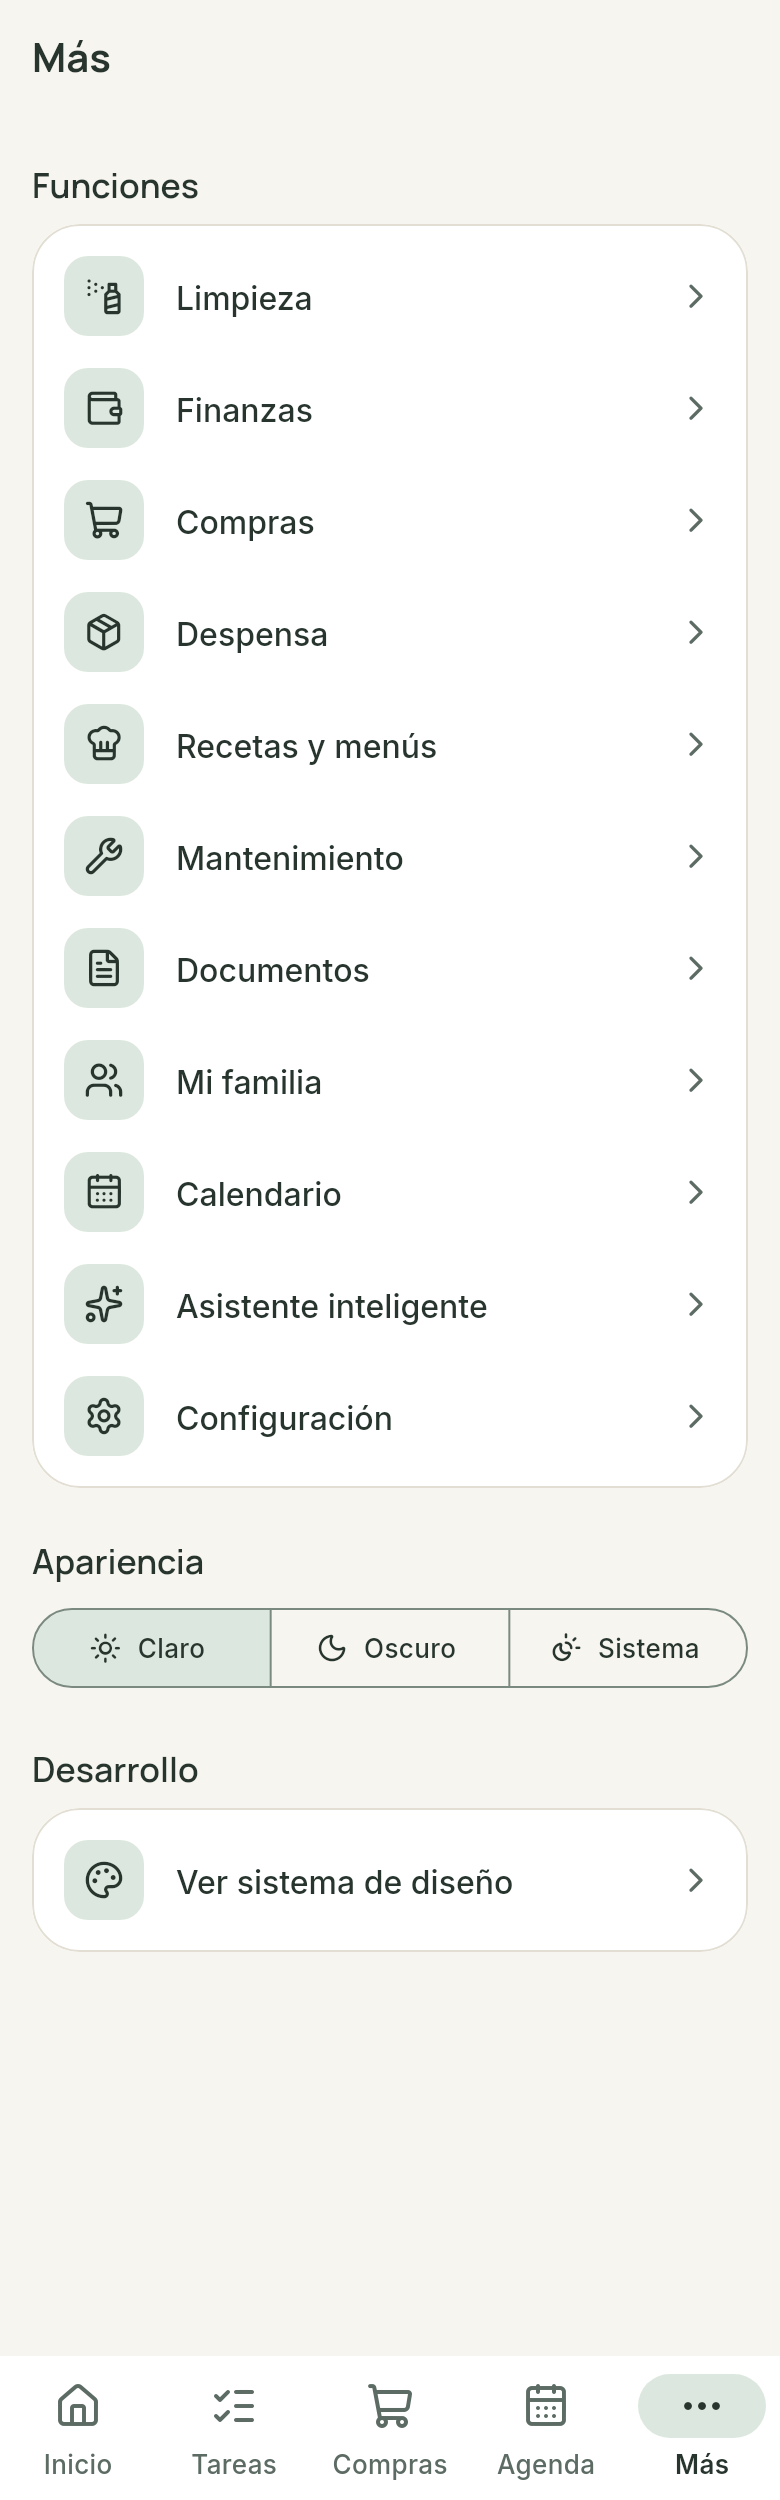 Más
Funciones
Limpieza
Finanzas
Compras
Despensa
Recetas y menús
Mantenimiento
Documentos
Mi familia
Calendario
Asistente inteligente
Configuración
Apariencia
Claro Oscuro Sistema
Desarrollo
Ver sistema de diseño
Inicio Tareas Compras Agenda Más